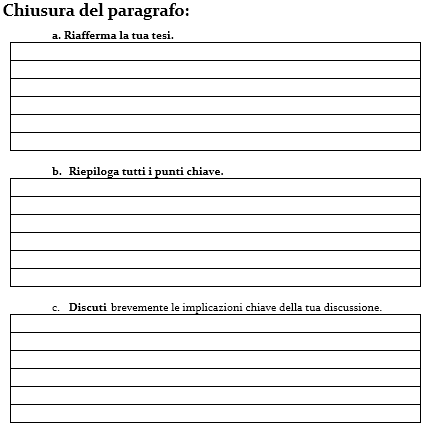 Chiusura del paragrafo:
a. Riafferma la tua tesi.
b. Riepiloga tutti i punti chiave.
c. Discuti brevemente le implicazioni chiave della tua discussione.